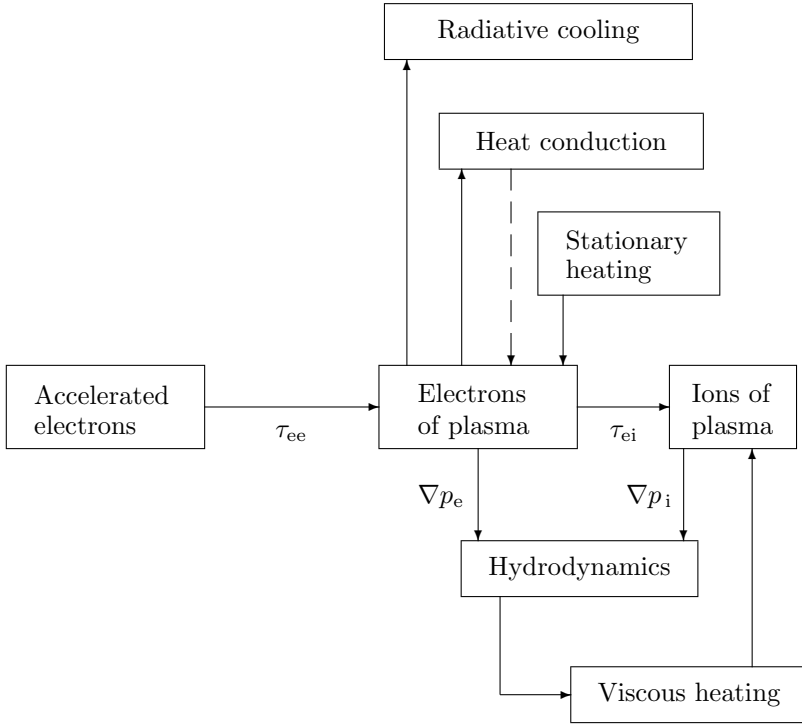 Radiative cooling
Heat conduction
Stationary
heating
Accelerated
electrons
τee
Electrons
of plasma
τei
Ions of
plasma
∇pe
∇pi
Hydrodynamics
Viscous heating